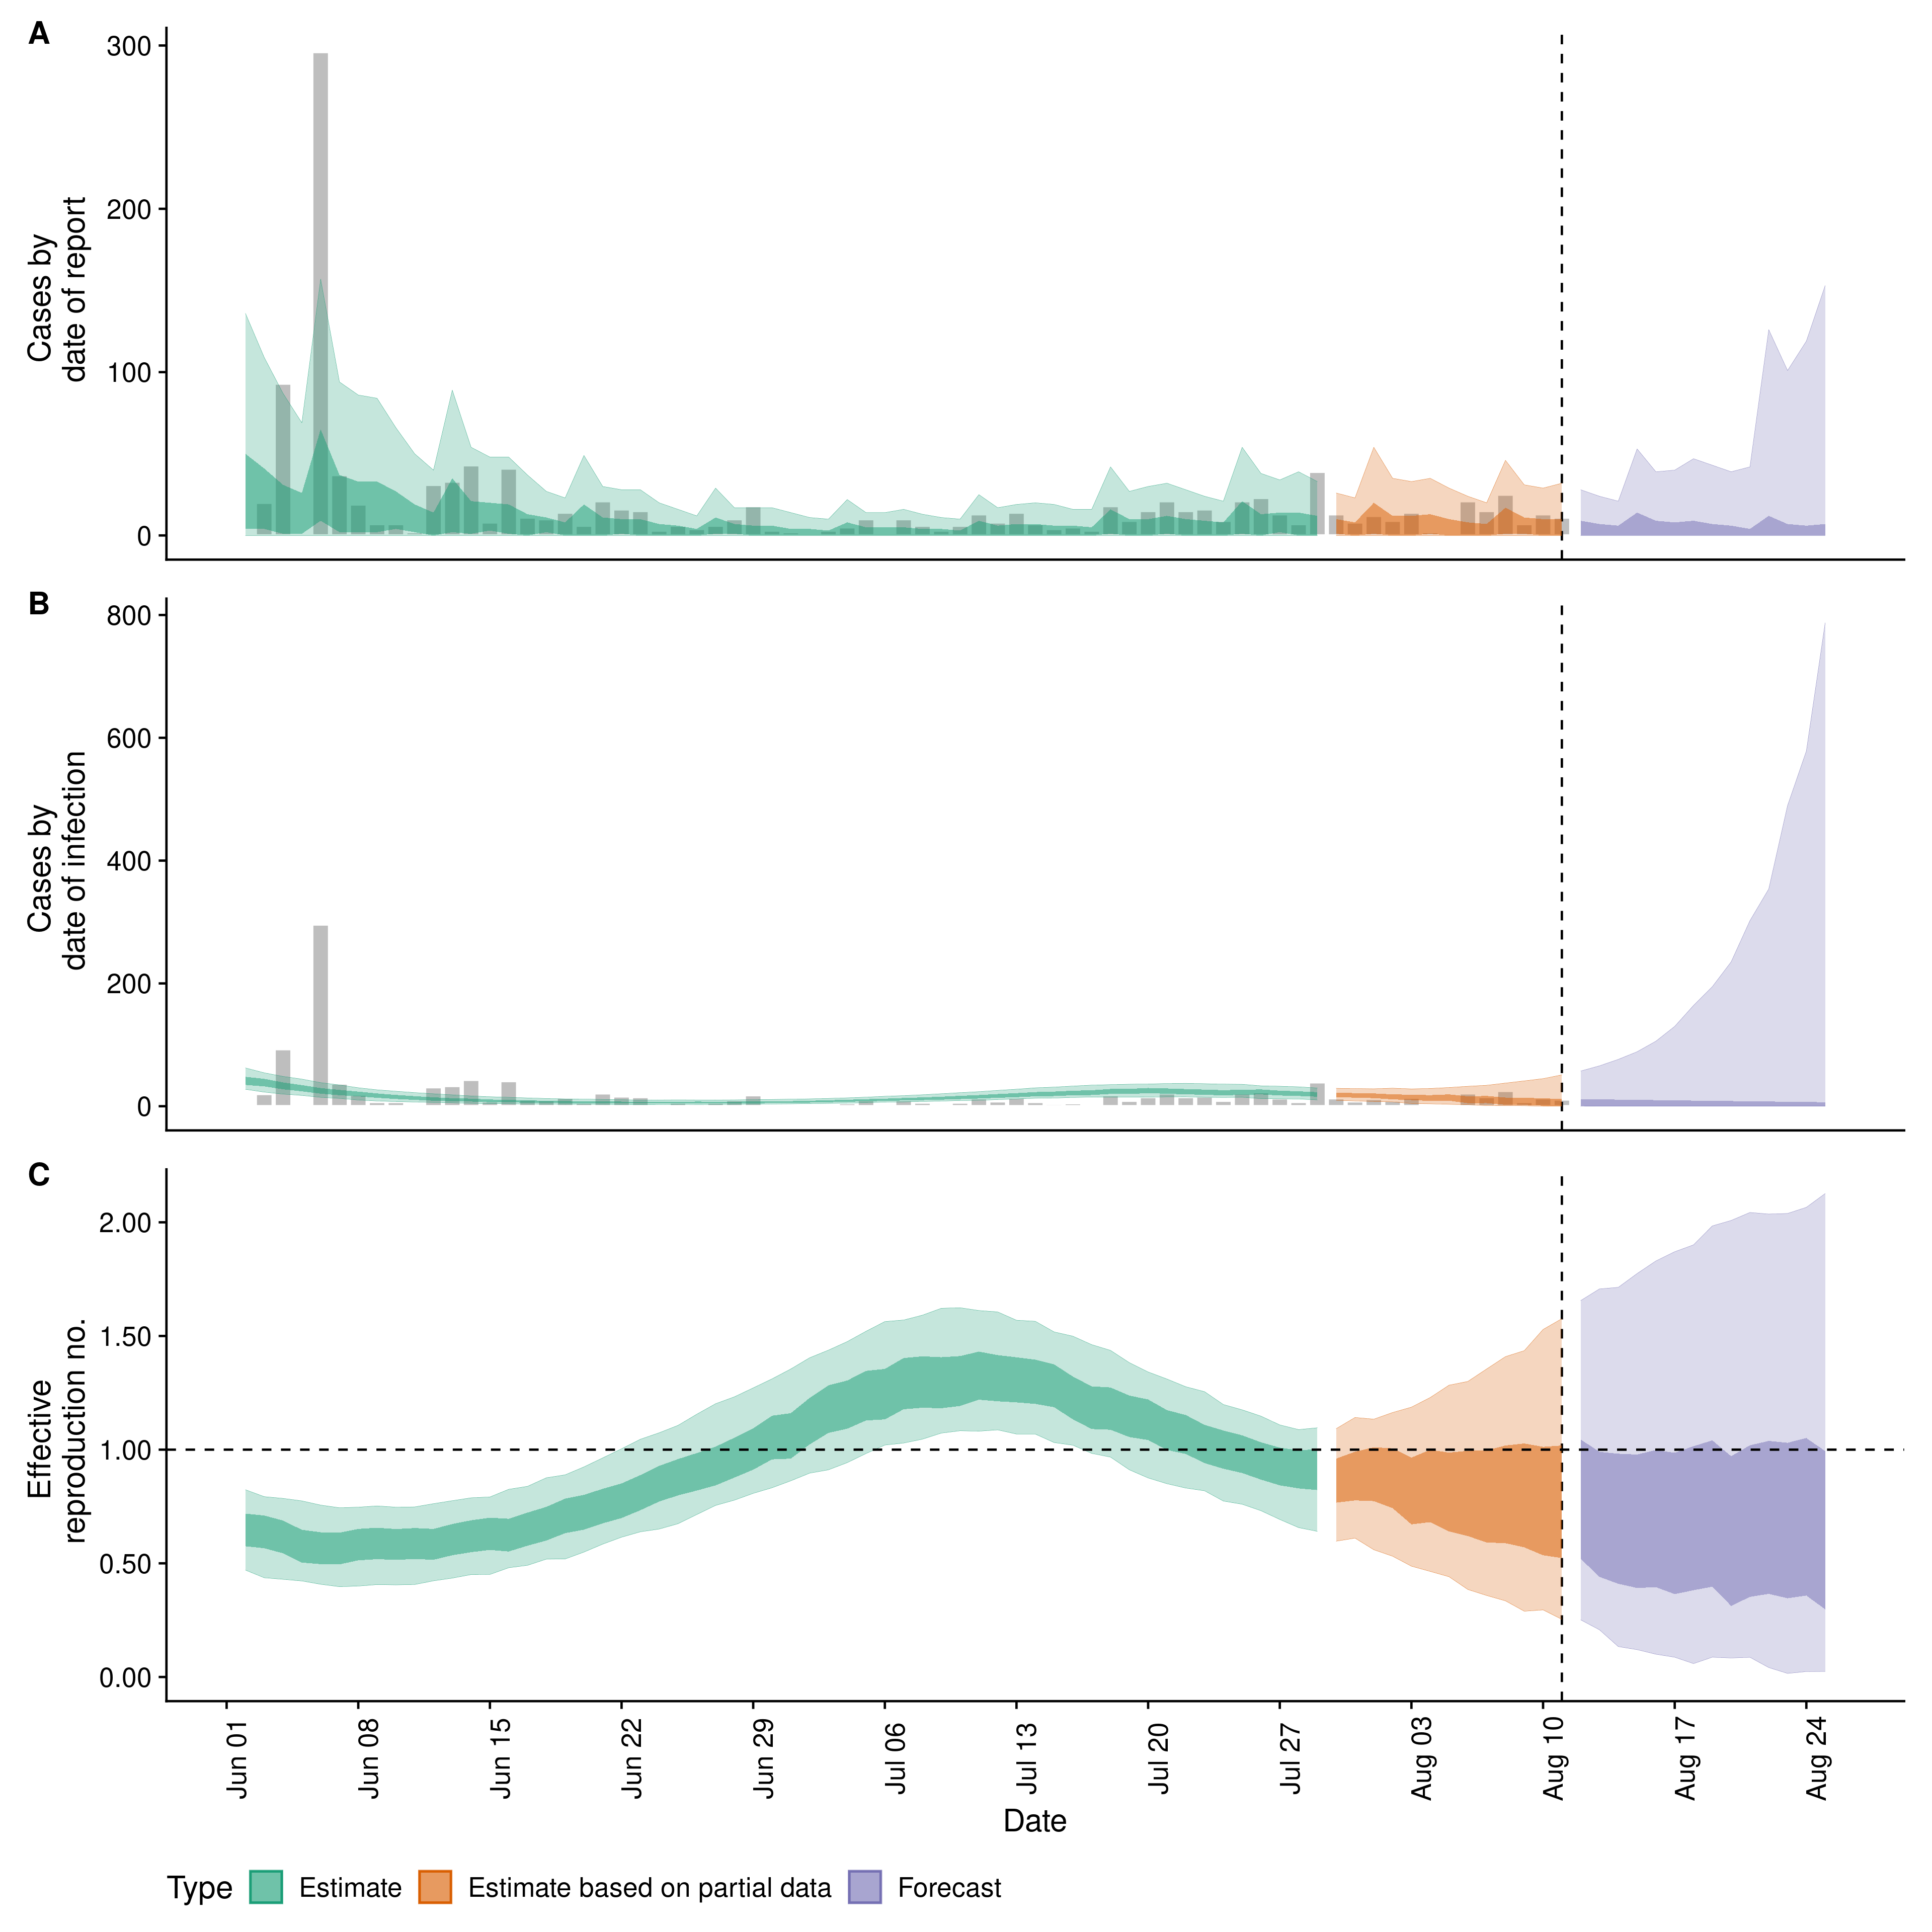 A
300
200
100
0
Cases by
date of report
B
800
600
400
200
0
Cases by
date of infection
C
2.00
1.50
1.00
0.50
0.00
Effective
reproduction no.
Jun 01
Jun 08
Jun 15
Jun 22
Jun 29
Jul 06
Jul 13
Jul 20
Jul 27
Aug 03
Aug 10
Aug 17
Aug 24
Date
Type Estimate Estimate based on partial data Forecast